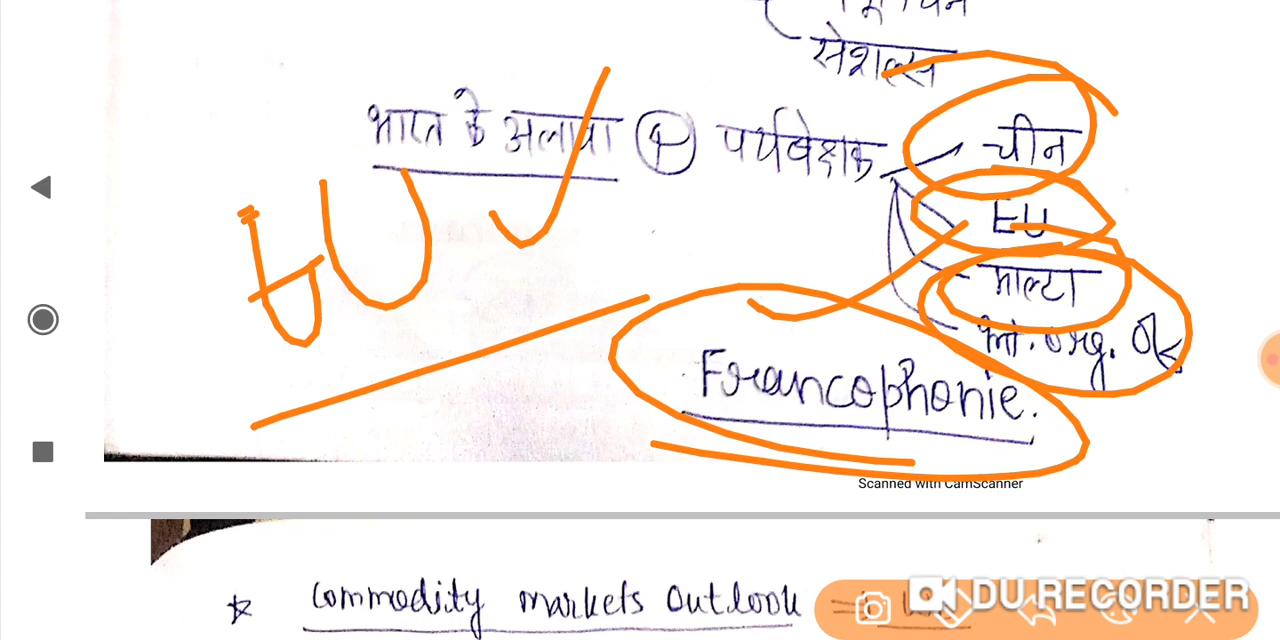 सेशल्स
भारत के अलावा ④ पर्यवेक्षक चीन
EU
माल्टा
Int. org. of
Francophonie.
EU
Scanned with CamScanner
☆ Commodity markets Outlook =
DU RECORDER